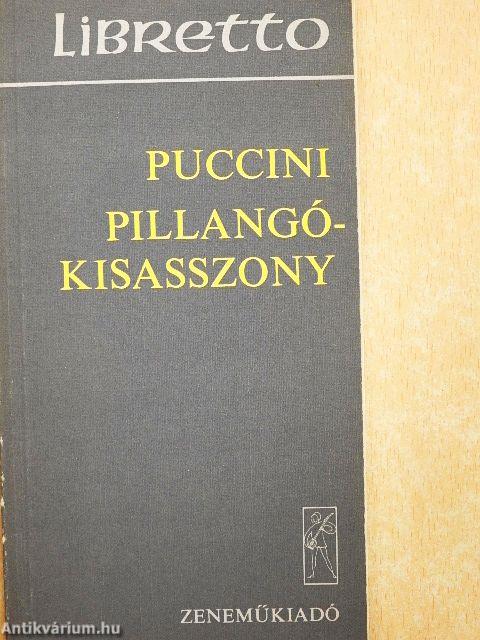 LiBRetto
PUCCINI
PILLANGÓ-
KISASSZONY
ZENEMŰKIADÓ
Antikvárium.hu